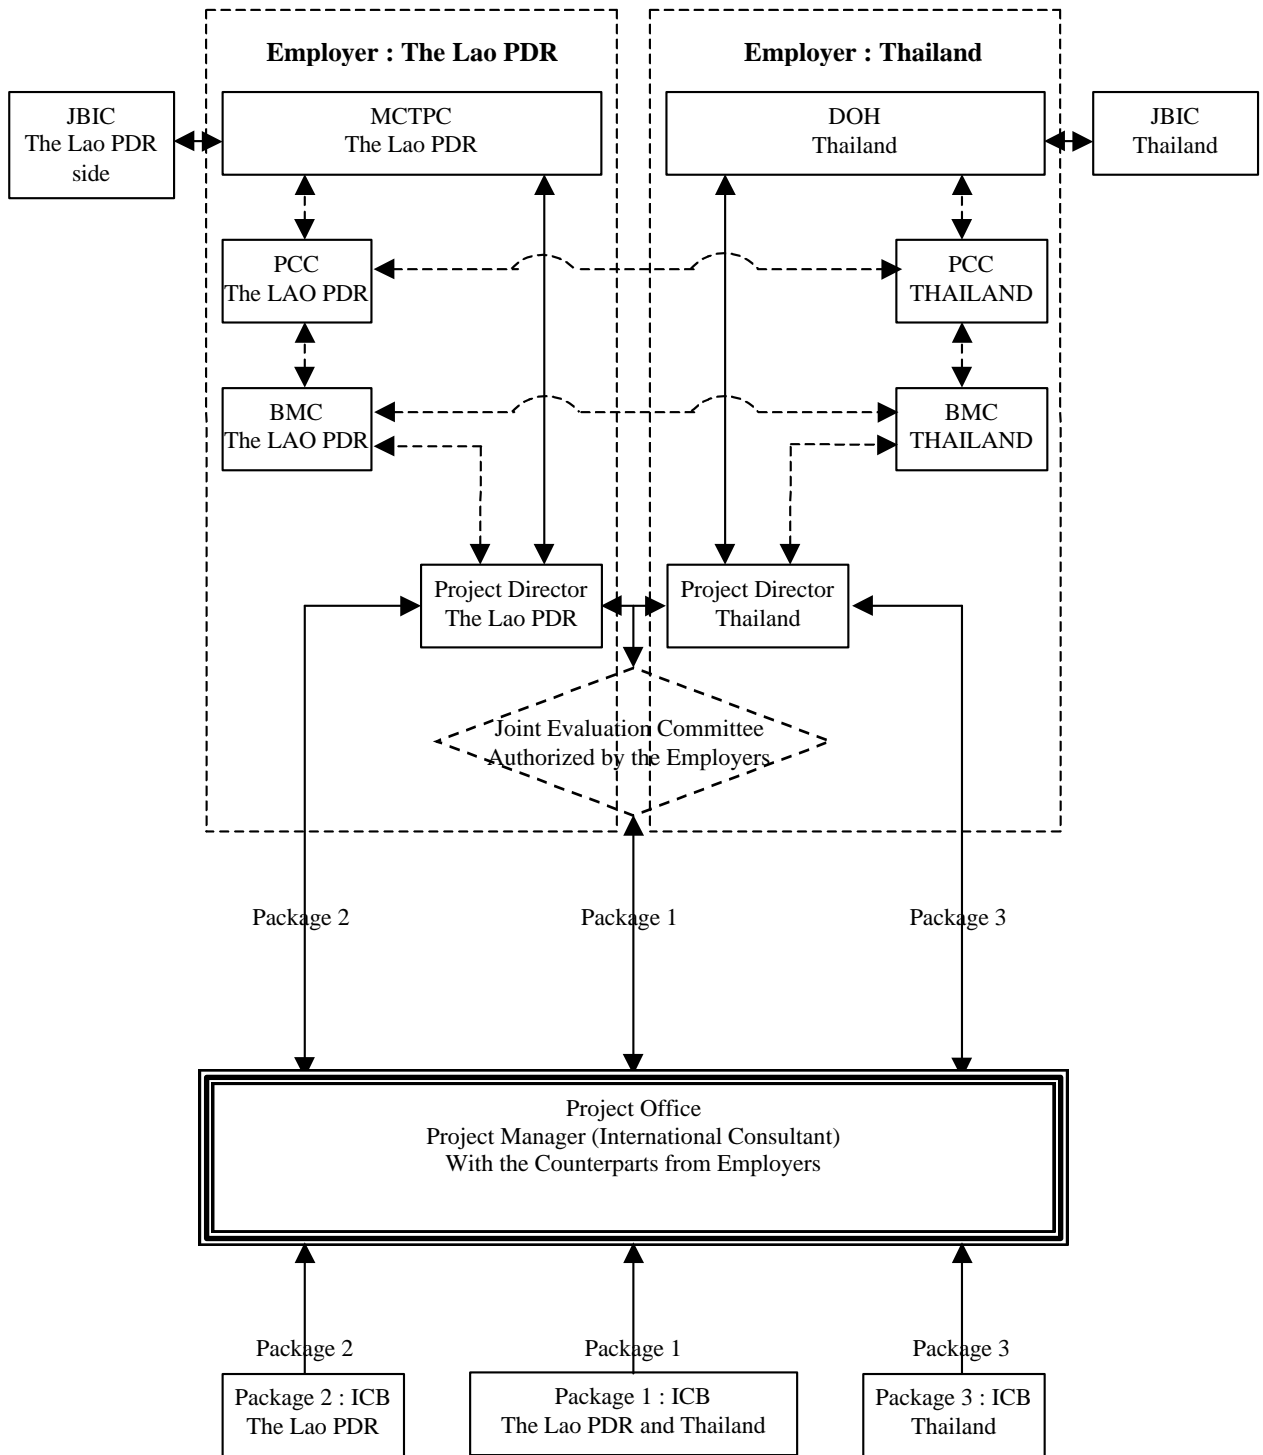 Employer : The Lao PDR
Employer : Thailand
JBIC
The Lao PDR
side
MCTPC
The Lao PDR
DOH
Thailand
JBIC
Thailand
PCC
The LAO PDR
PCC
THAILAND
BMC
The LAO PDR
BMC
THAILAND
Project Director
The Lao PDR
Project Director
Thailand
Joint Evaluation Committee
Authorized by the Employers
Package 2
Package 1
Package 3
Project Office
Project Manager (International Consultant)
With the Counterparts from Employers
Package 2
Package 1
Package 3
Package 2 : ICB
The Lao PDR
Package 1 : ICB
The Lao PDR and Thailand
Package 3 : ICB
Thailand